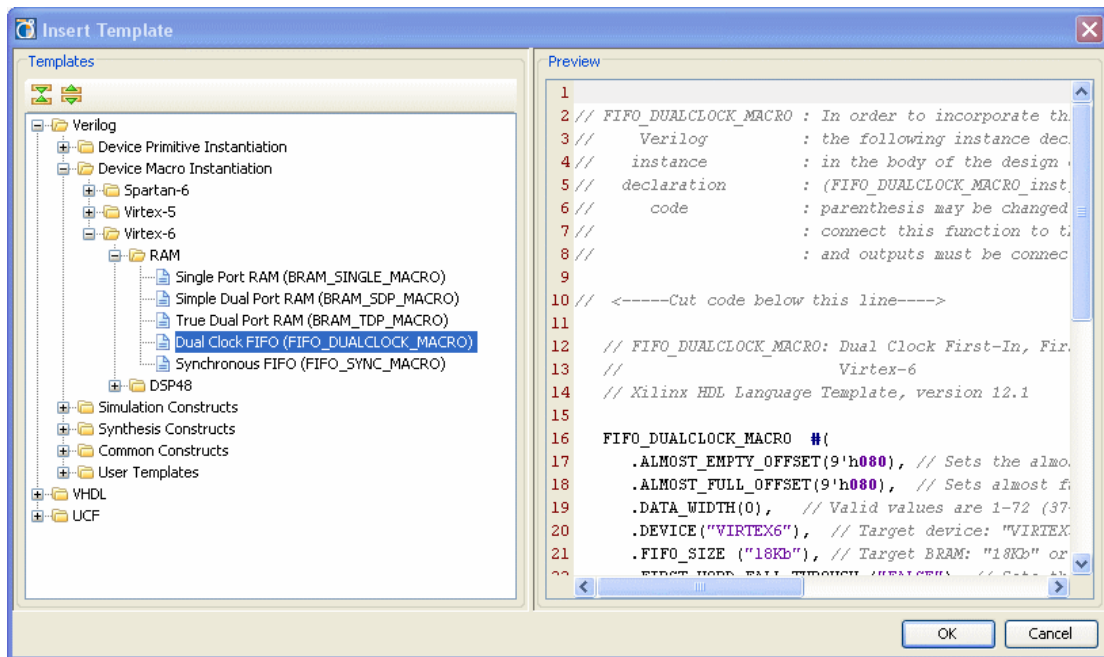 Insert Template
Templates
Verilog
Device Primitive Instantiation
Device Macro Instantiation
Spartan-6
Virtex-5
Virtex-6
RAM
Single Port RAM (BRAM_SINGLE_MACRO)
Simple Dual Port RAM (BRAM_SDP_MACRO)
True Dual Port RAM (BRAM_TDP_MACRO)
Dual Clock FIFO (FIFO_DUALCLOCK_MACRO)
Synchronous FIFO (FIFO_SYNC_MACRO)
DSP48
Simulation Constructs
Synthesis Constructs
Common Constructs
User Templates
VHDL
UCF
Preview
1
2 // FIFO_DUALCLOCK_MACRO : In order to incorporate th
3 // Verilog : the following instance dec
4 // instance : in the body of the design
5 // declaration : (FIFO_DUALCLOCK_MACRO_inst
6 // code : parenthesis may be changed
7 // : connect this function to t
8 // : and outputs must be connec
9
10 // <-----Cut code below this line---->
11
12 // FIFO_DUALCLOCK_MACRO: Dual Clock First-In, Fir
13 // Virtex-6
14 // Xilinx HDL Language Template, version 12.1
15
16 FIFO_DUALCLOCK_MACRO #(
17 .ALMOST_EMPTY_OFFSET(9'h080), // Sets the almo
18 .ALMOST_FULL_OFFSET(9'h080), // Sets almost f
19 .DATA_WIDTH(0), // Valid values are 1-72 (37-
20 .DEVICE("VIRTEX6"), // Target device: "VIRTEX
21 .FIFO_SIZE ("18Kb"), // Target BRAM: "18Kb" or
OK
Cancel